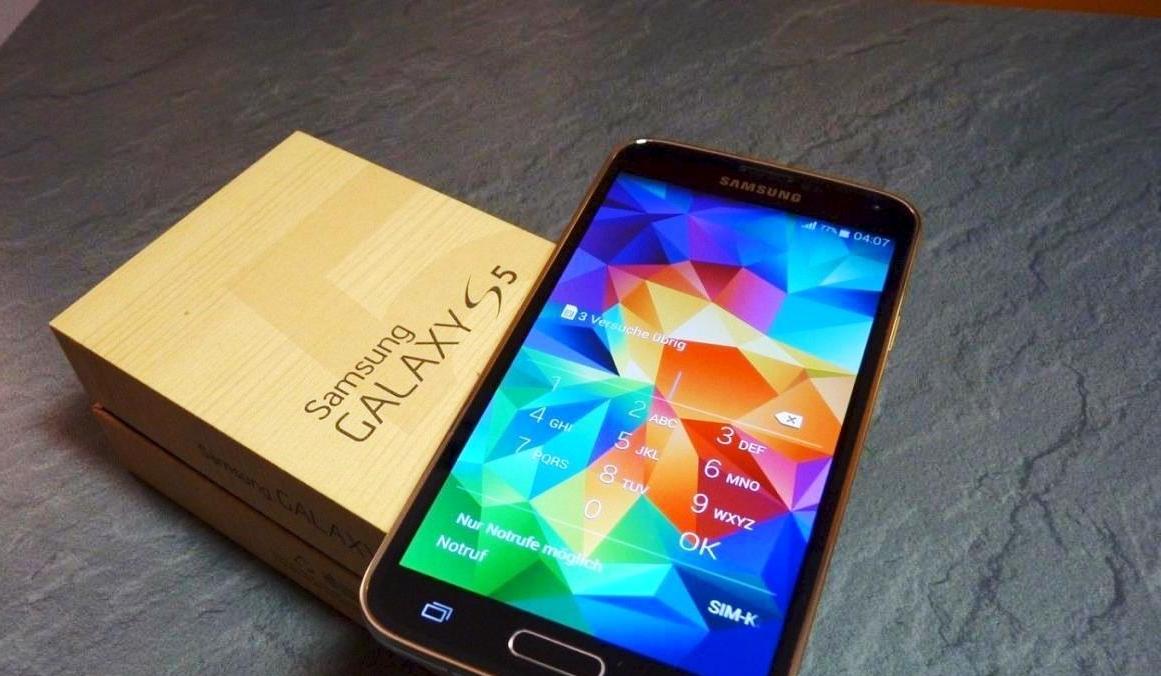 Samsung
GALAXY S5
Samsung GALAXY
SAMSUNG
77% 04:07
3 Versuche übrig
1
2 ABC
3 DEF
4 GHI
5 JKL
6 MNO
7 PQRS
8 TUV
9 WXYZ
0
OK
Nur Notrufe möglich
Notruf
SIM-K